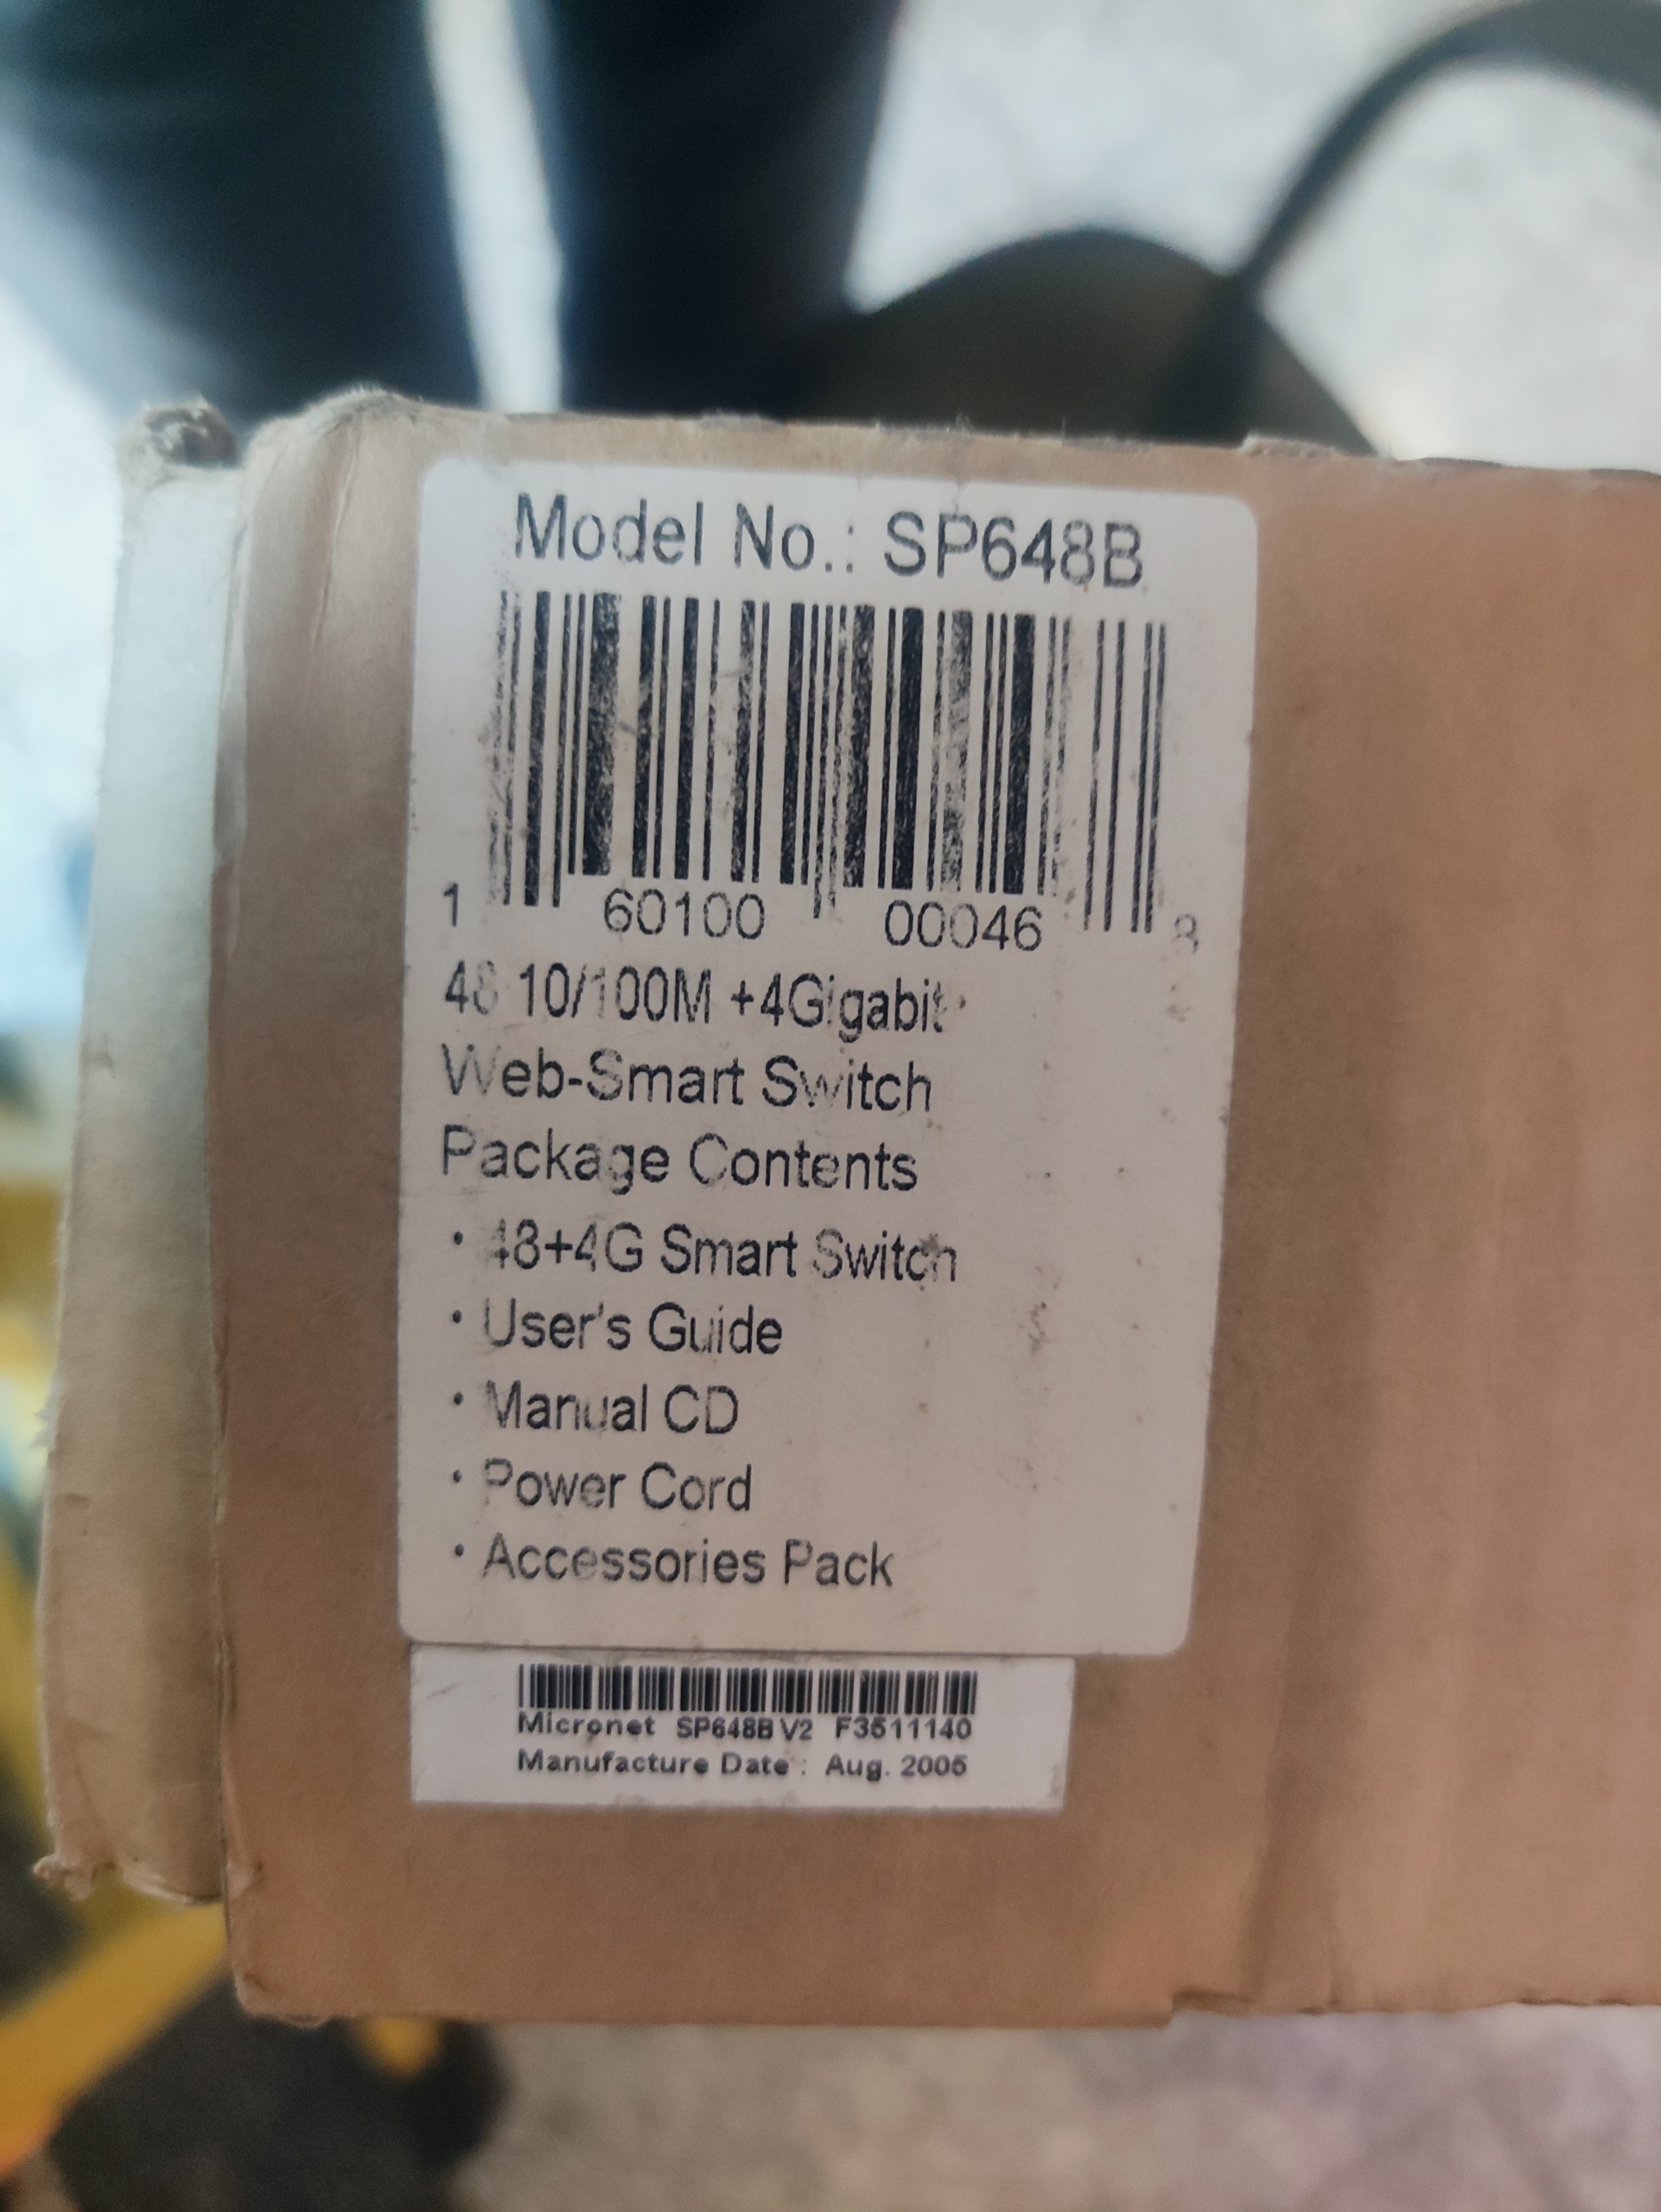 Model No.: SP648B
1 60100 00046 8
48 10/100M +4Gigabit
Web-Smart Switch
Package Contents
• 48+4G Smart Switch
• User's Guide
• Manual CD
• Power Cord
• Accessories Pack
Micronet SP648B V2 F3511140
Manufacture Date : Aug. 2005